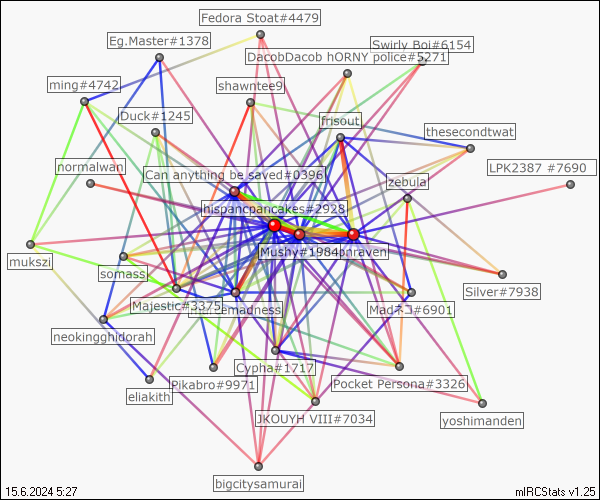 Fedora Stoat#4479
Eg.Master#1378
Swirly Boi#6154
DacobDacob hORNY police#5271
ming#4742
shawntee9
Duck#1245
frisout
thesecondtwat
normalwan
Can anything be saved#0396
LPK2387 #7690
zebula
hispancpancakes#2928
mukszi
Mushy#1984
pnraven
somass
Silver#7938
Majestic#3375
emadness
Madネコ#6901
neokingghidorah
Cypha#1717
Pikabro#9971
Pocket Persona#3326
eliakith
JKOUYH VIII#7034
yoshimanden
bigcitysamurai
15.6.2024 5:27
mIRCStats v1.25